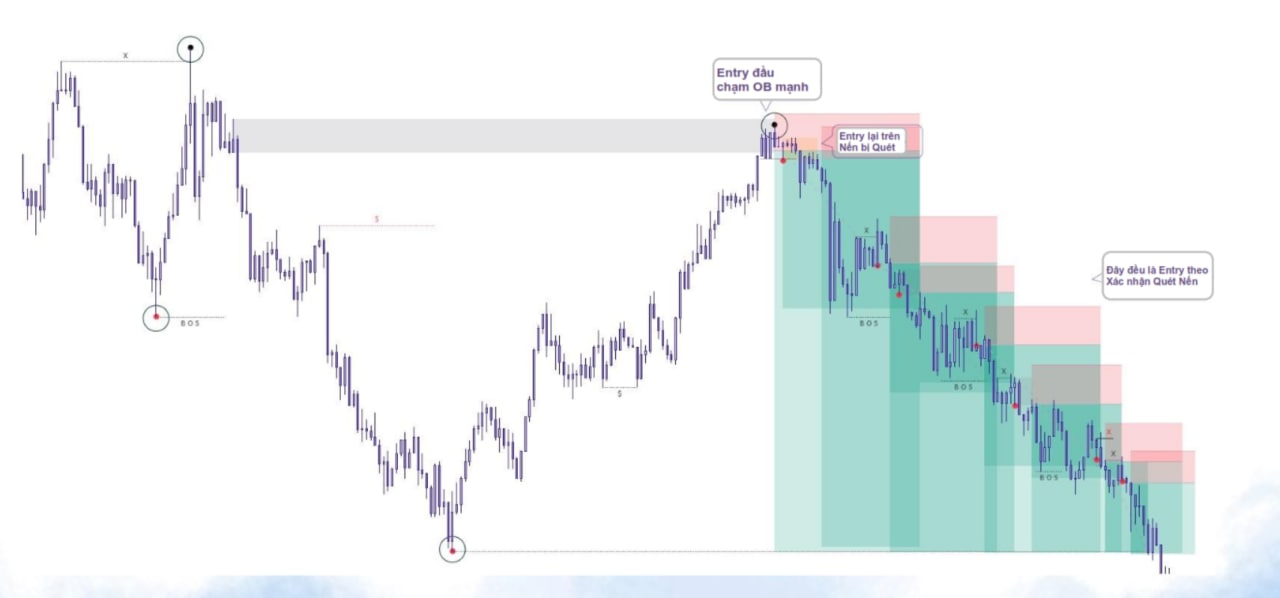 X
Entry đầu
chạm OB mạnh
Entry lại trên
Nến bị Quét
$
X
Đây đều là Entry theo
Xác nhận Quét Nến
BOS
X
BOS
X
BOS
$
X
X
BOS